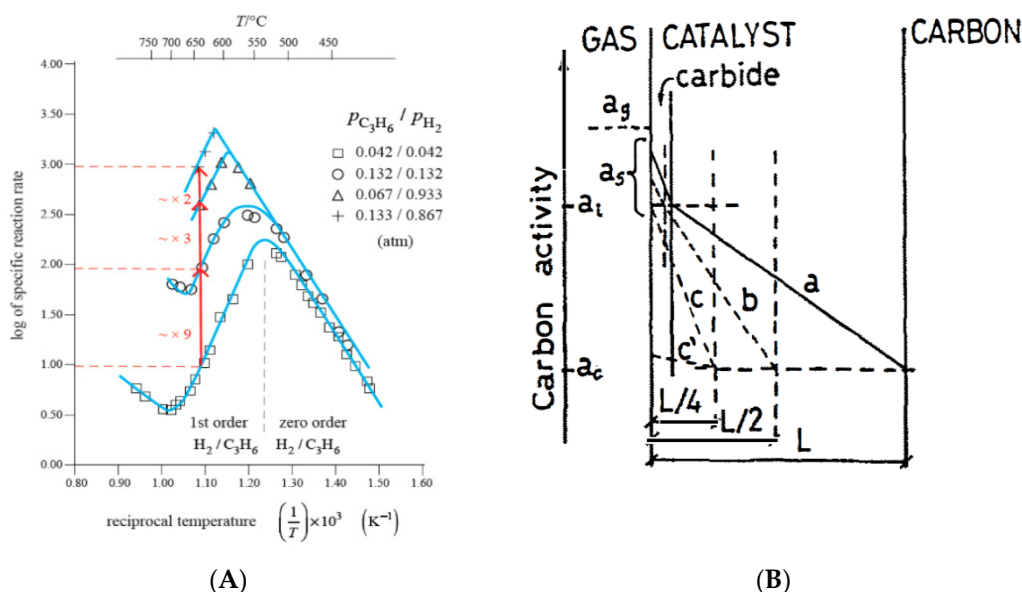 T/°C
750 700 650 600 550 500 450
4.00
3.50
3.00
2.50
2.00
1.50
1.00
0.50
0.00
log of specific reaction rate
p C3H6 / p H2
□ 0.042 / 0.042
○ 0.132 / 0.132
△ 0.067 / 0.933
+ 0.133 / 0.867
(atm)
~ × 2
~ × 3
~ × 9
1st order
H2 / C3H6
zero order
H2 / C3H6
0.80 0.90 1.00 1.10 1.20 1.30 1.40 1.50 1.60
reciprocal temperature (1/T) × 10³ (K⁻¹)
(A)
GAS CATALYST CARBON
carbide
ag
as
ai
ac
Carbon activity
a
b
c
c
L/4
L/2
L
(B)